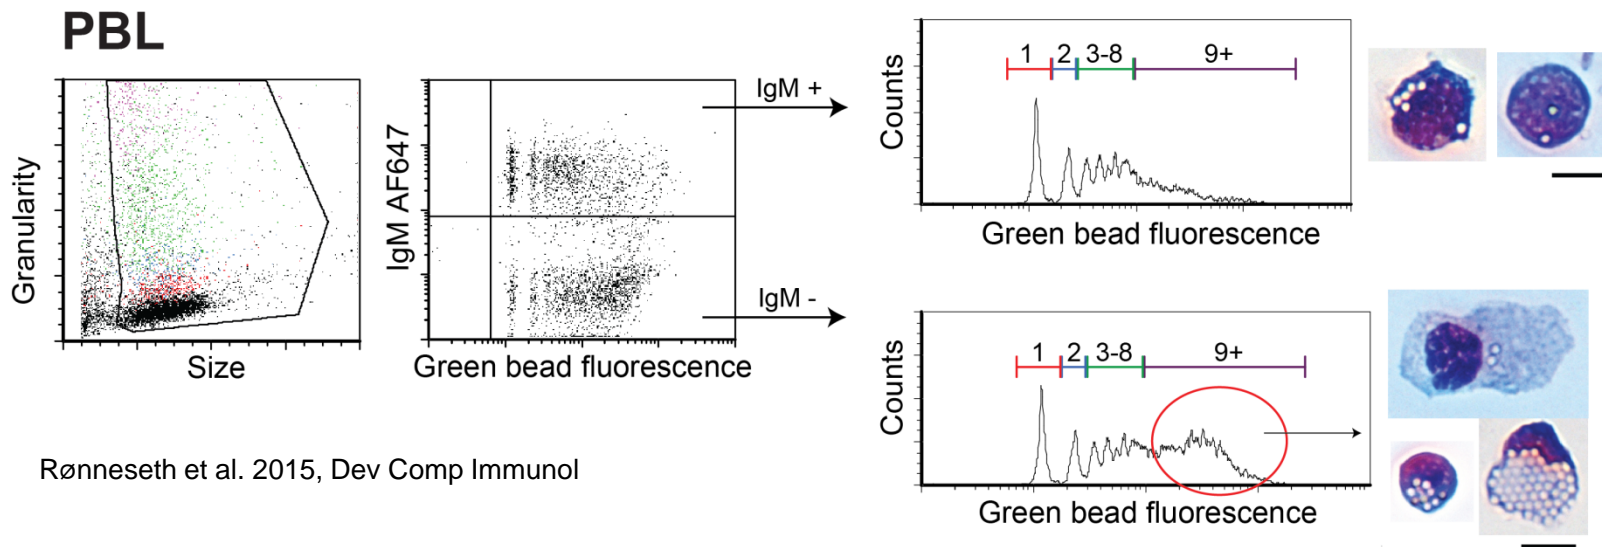 PBL
Granularity
Size
IgM AF647
Green bead fluorescence
IgM +
IgM -
Counts
1 2 3-8 9+
Green bead fluorescence
Counts
1 2 3-8 9+
Green bead fluorescence
Rønneseth et al. 2015, Dev Comp Immunol